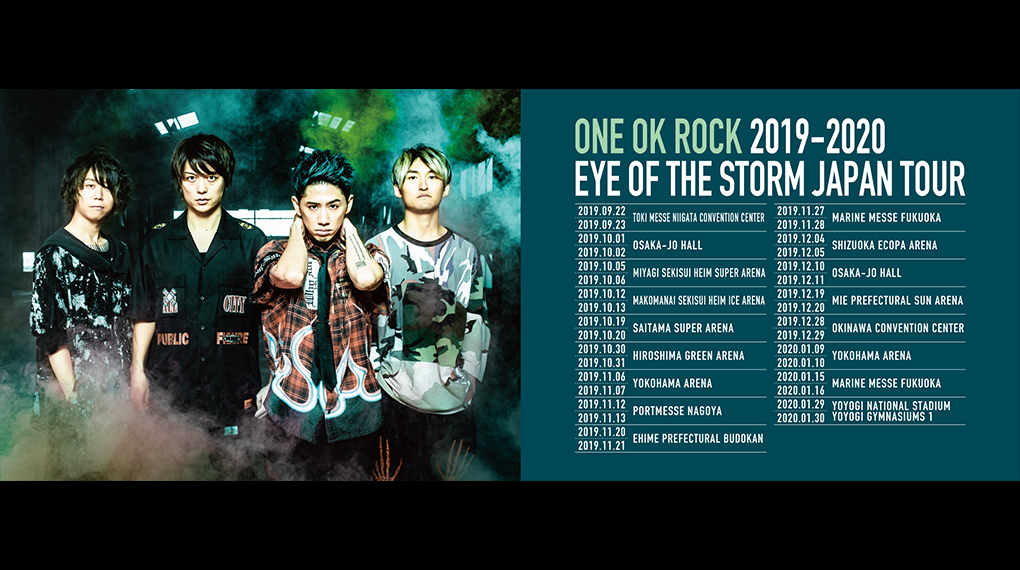 ONE OK ROCK 2019-2020
EYE OF THE STORM JAPAN TOUR
2019.09.22
2019.09.23
TOKI MESSE NIIGATA CONVENTION CENTER
2019.10.01
2019.10.02
OSAKA-JO HALL
2019.10.05
2019.10.06
MIYAGI SEKISUI HEIM SUPER ARENA
2019.10.12
2019.10.13
MAKOMANAI SEKISUI HEIM ICE ARENA
2019.10.19
2019.10.20
SAITAMA SUPER ARENA
2019.10.30
2019.10.31
HIROSHIMA GREEN ARENA
2019.11.06
2019.11.07
YOKOHAMA ARENA
2019.11.12
2019.11.13
PORTMESSE NAGOYA
2019.11.20
2019.11.21
EHIME PREFECTURAL BUDOKAN
2019.11.27
2019.11.28
MARINE MESSE FUKUOKA
2019.12.04
2019.12.05
SHIZUOKA ECOPA ARENA
2019.12.10
2019.12.11
OSAKA-JO HALL
2019.12.19
2019.12.20
MIE PREFECTURAL SUN ARENA
2019.12.28
2019.12.29
OKINAWA CONVENTION CENTER
2020.01.09
2020.01.10
YOKOHAMA ARENA
2020.01.15
2020.01.16
MARINE MESSE FUKUOKA
2020.01.29
2020.01.30
YOYOGI NATIONAL STADIUM
YOYOGI GYMNASIUMS 1
PUBLIC